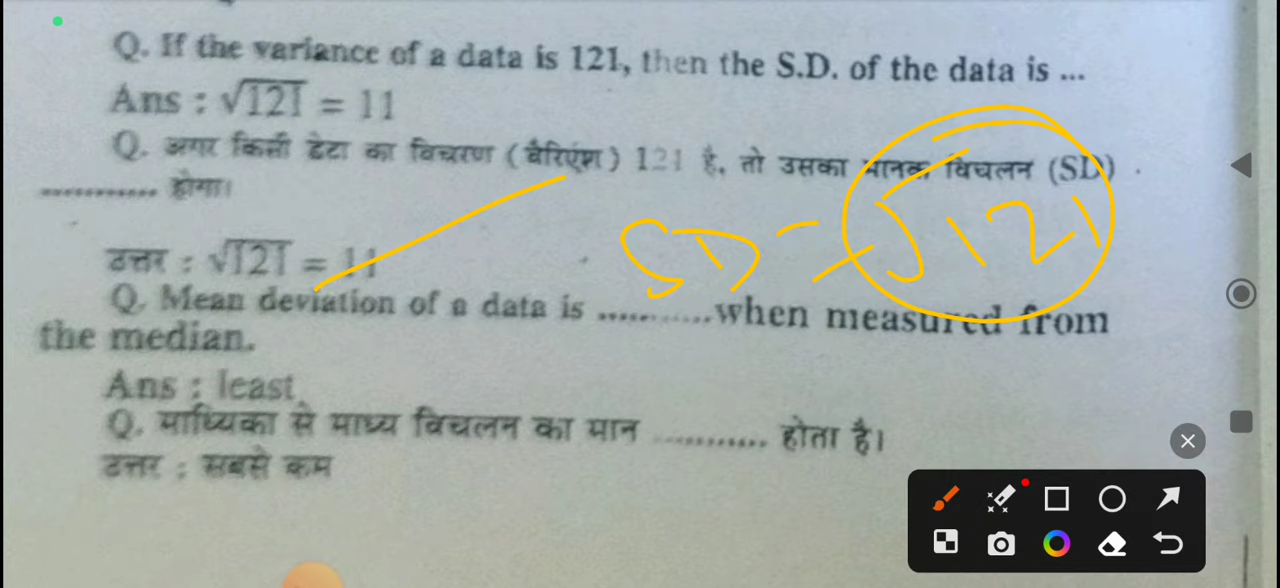 Q. If the variance of a data is 121, then the S.D. of the data is ...
Ans : √121 = 11
Q. अगर किसी डेटा का विचरण (वैरिएंश) 121 है, तो उसका मानक विचलन (SD)
............ होगा।
SD = √121
उत्तर : √121 = 11
Q. Mean deviation of a data is ...........when measured from
the median.
Ans : least
Q. माध्यिका से माध्य विचलन का मान ........... होता है।
उत्तर : सबसे कम